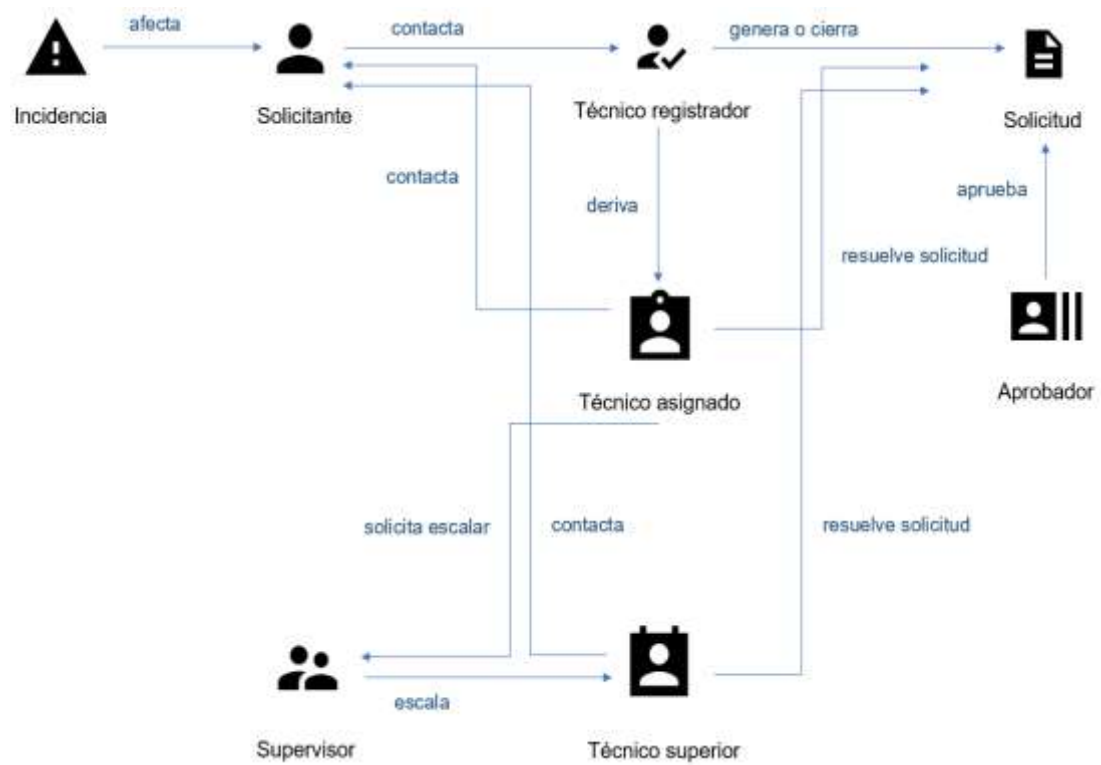 afecta
contacta
genera o cierra
Incidencia
Solicitante
Técnico registrador
Solicitud
contacta
deriva
aprueba
resuelve solicitud
Técnico asignado
Aprobador
solicita escalar
contacta
resuelve solicitud
escala
Supervisor
Técnico superior